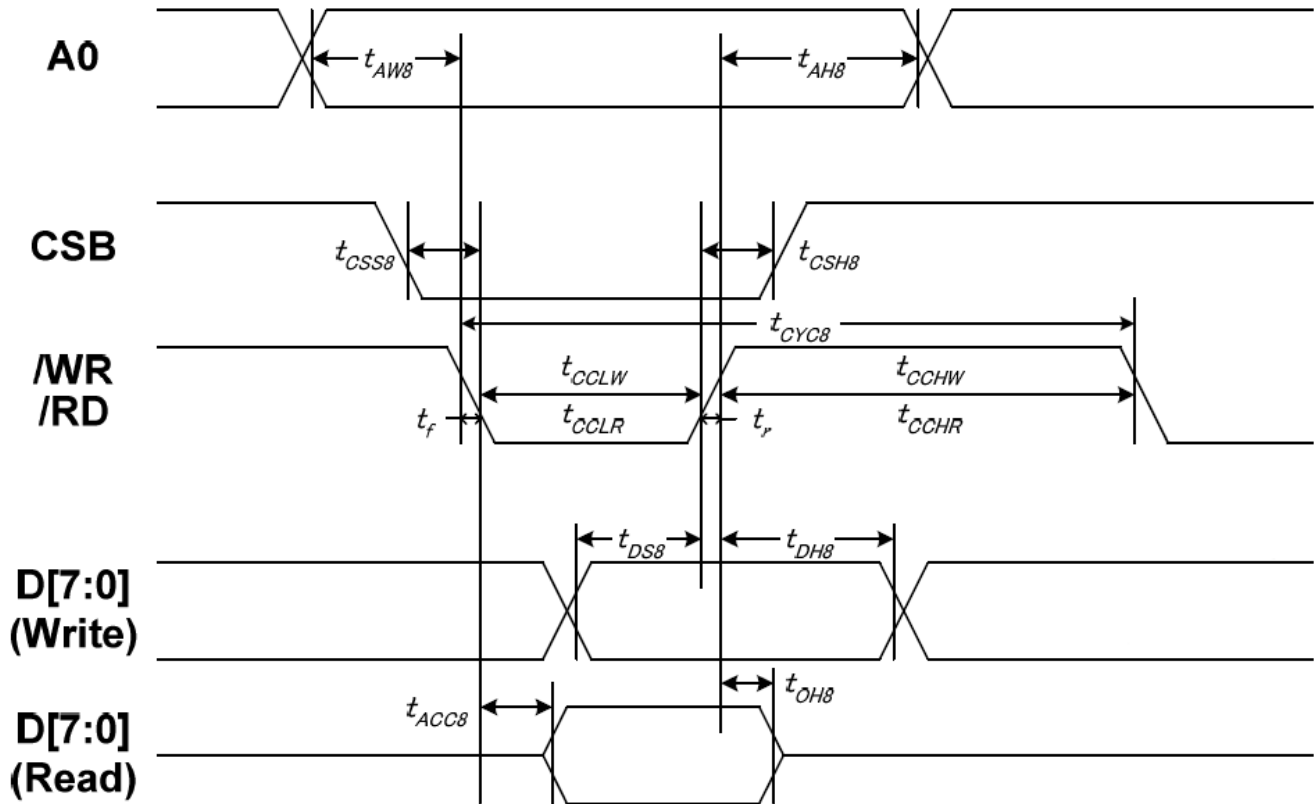 A0
tAW8
tAH8
CSB
tCSS8
tCSH8
tCYC8
/WR
/RD
tCCLW
tCCHW
tf
tCCLR
tr
tCCHR
tDS8
tDH8
D[7:0]
(Write)
tOH8
tACC8
D[7:0]
(Read)